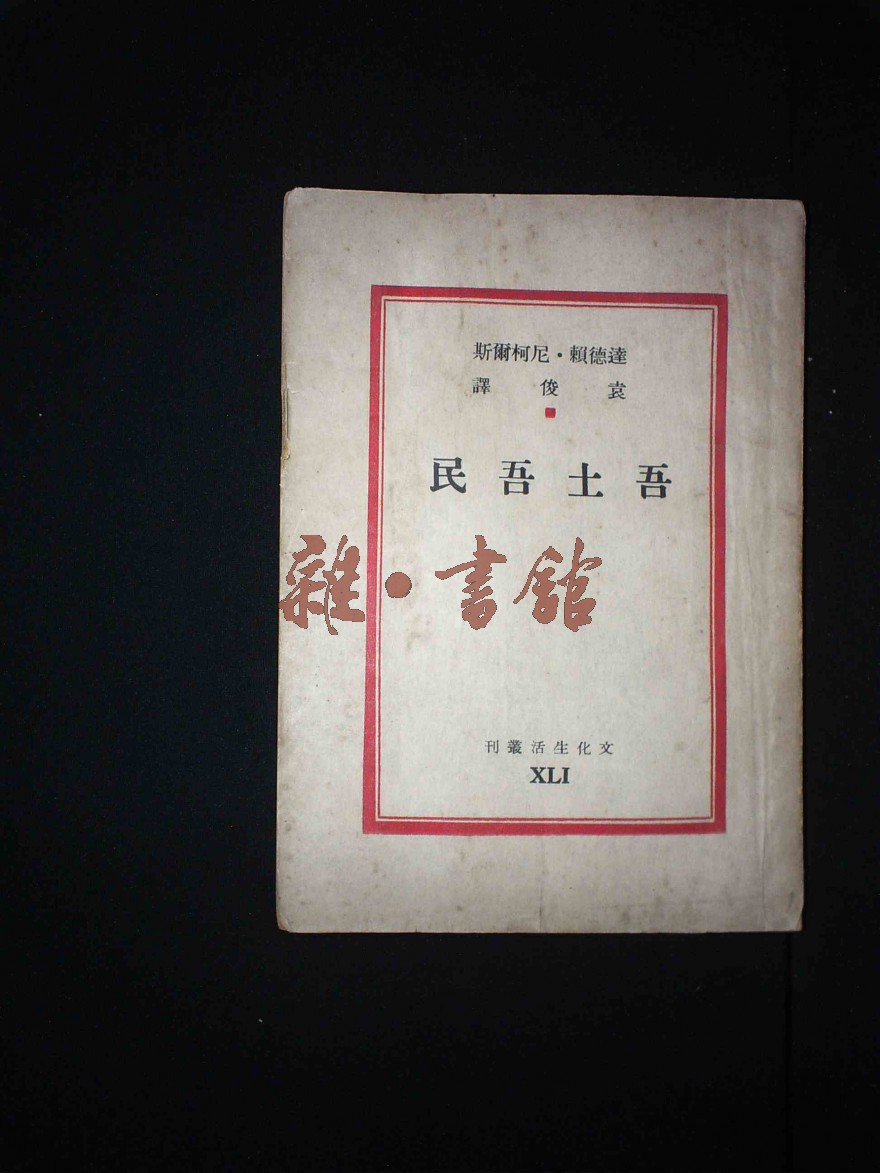 達德賴・尼柯爾斯
袁俊譯
吾土吾民
雜・書館
文化生活叢刊
XLI